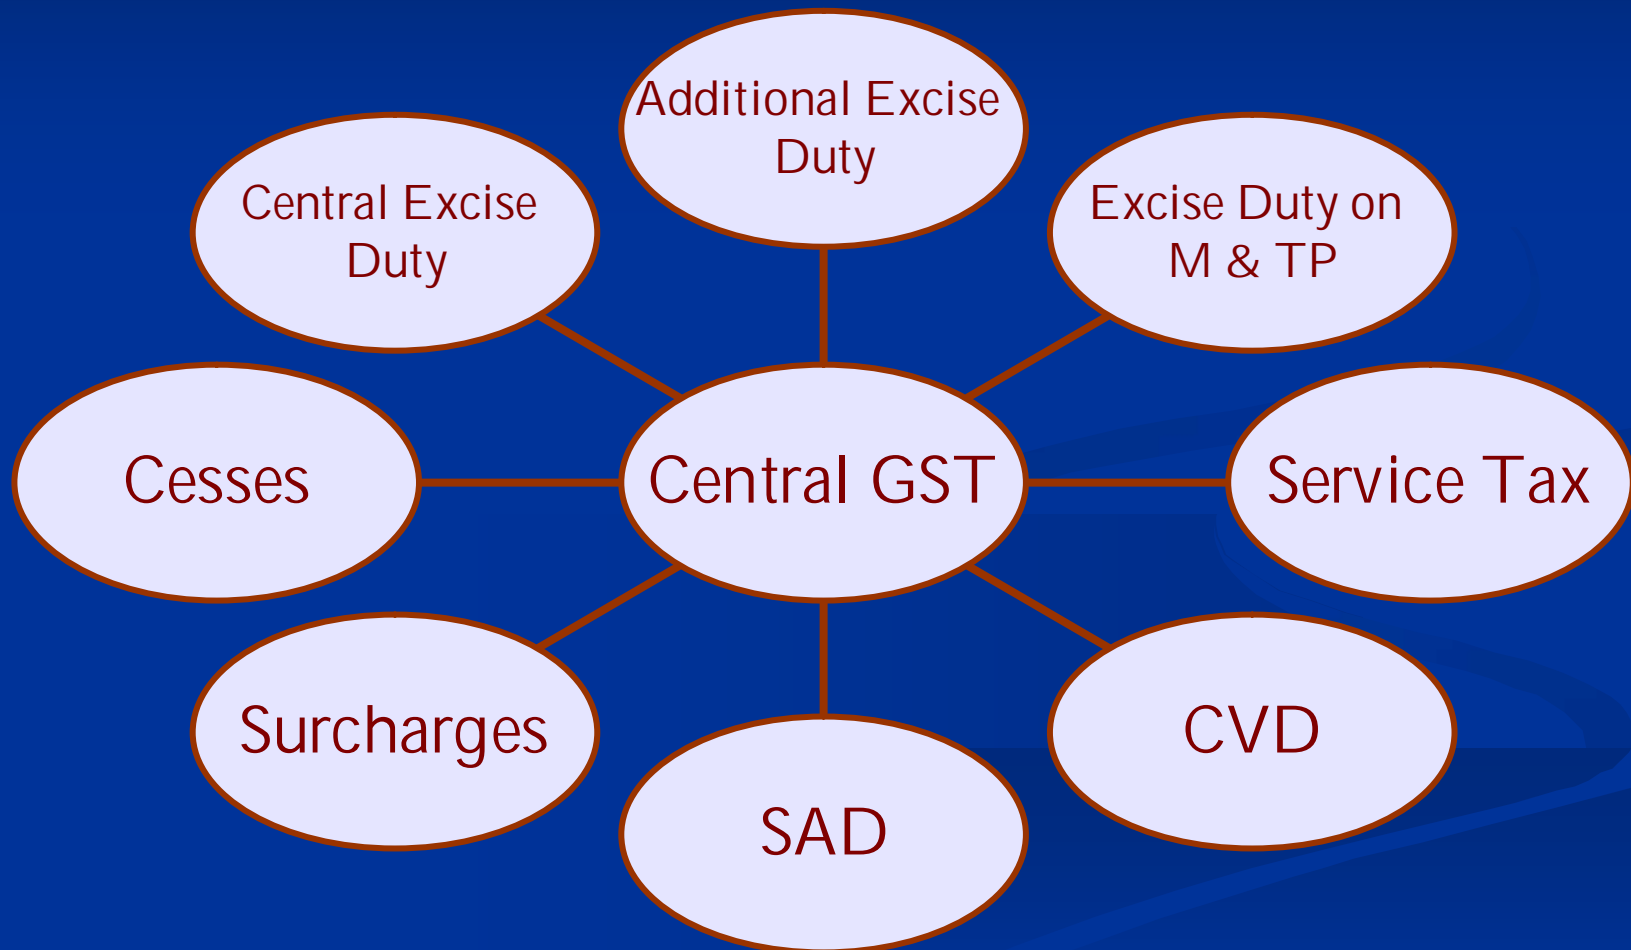 Additional Excise
Duty
Central Excise
Duty
Excise Duty on
M & TP
Cesses
Central GST
Service Tax
Surcharges
CVD
SAD